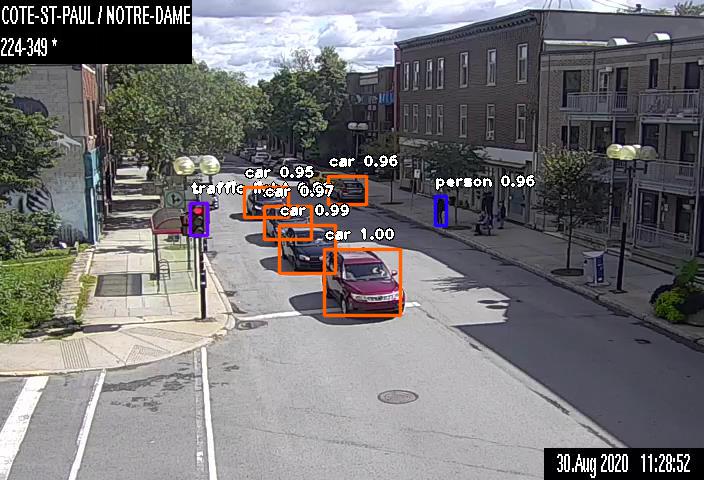 COTE-ST-PAUL / NOTRE-DAME
224-349 *
car 0.96
car 0.95
person 0.96
car 0.97
car 0.99
car 1.00
30.Aug 2020 11:28:52